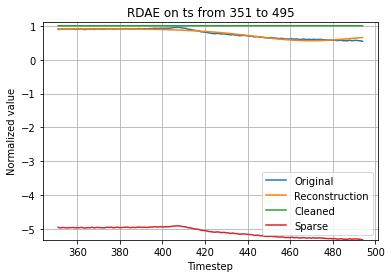 RDAE on ts from 351 to 495
Normalized value
1
0
−1
−2
−3
−4
−5
Original
Reconstruction
Cleaned
Sparse
360 380 400 420 440 460 480 500
Timestep